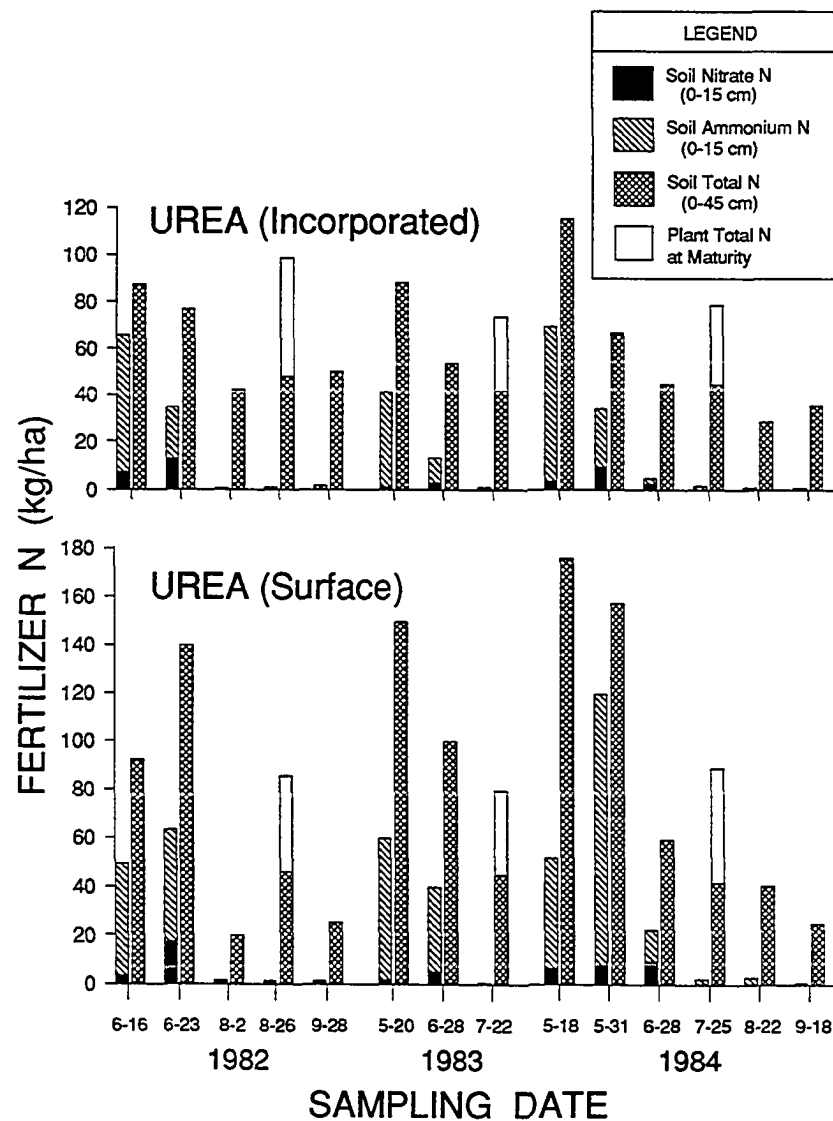 LEGEND
Soil Nitrate N
(0-15 cm)
Soil Ammonium N
(0-15 cm)
Soil Total N
(0-45 cm)
Plant Total N
at Maturity
UREA (Incorporated)
120
100
80
60
40
20
0
FERTILIZER N (kg/ha)
UREA (Surface)
180
160
140
120
100
80
60
40
20
0
6-16 6-23 8-2 8-26 9-28 5-20 6-28 7-22 5-18 5-31 6-28 7-25 8-22 9-18
1982 1983 1984
SAMPLING DATE